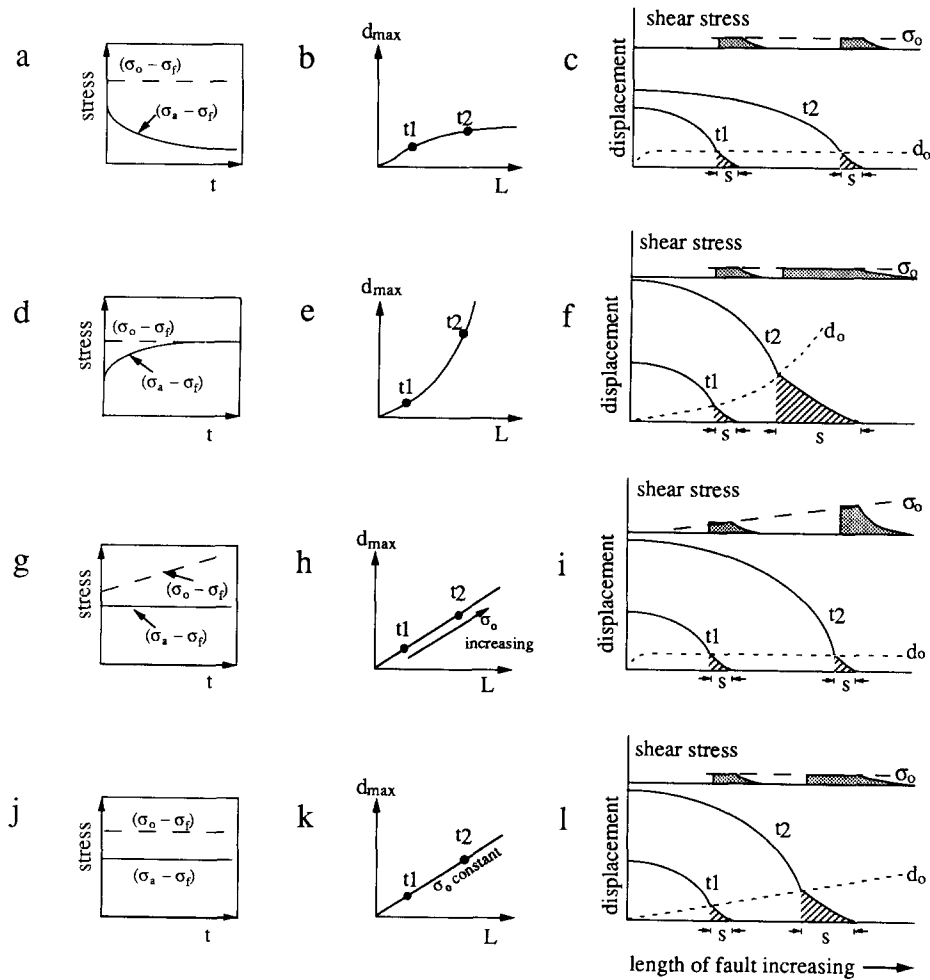 a
stress
(σo – σf)
(σa – σf)
t
b
dmax
t1
t2
L
c
shear stress
σo
displacement
t1
t2
do
s
s
d
stress
(σo – σf)
(σa – σf)
t
e
dmax
t1
t2
L
f
shear stress
σo
displacement
t1
t2
do
s
s
g
stress
(σo – σf)
(σa – σf)
t
h
dmax
t1
t2
σo
increasing
L
i
shear stress
σo
displacement
t1
t2
do
s
s
j
stress
(σo – σf)
(σa – σf)
t
k
dmax
t1
t2
σo constant
L
l
shear stress
σo
displacement
t1
t2
do
s
s
length of fault increasing